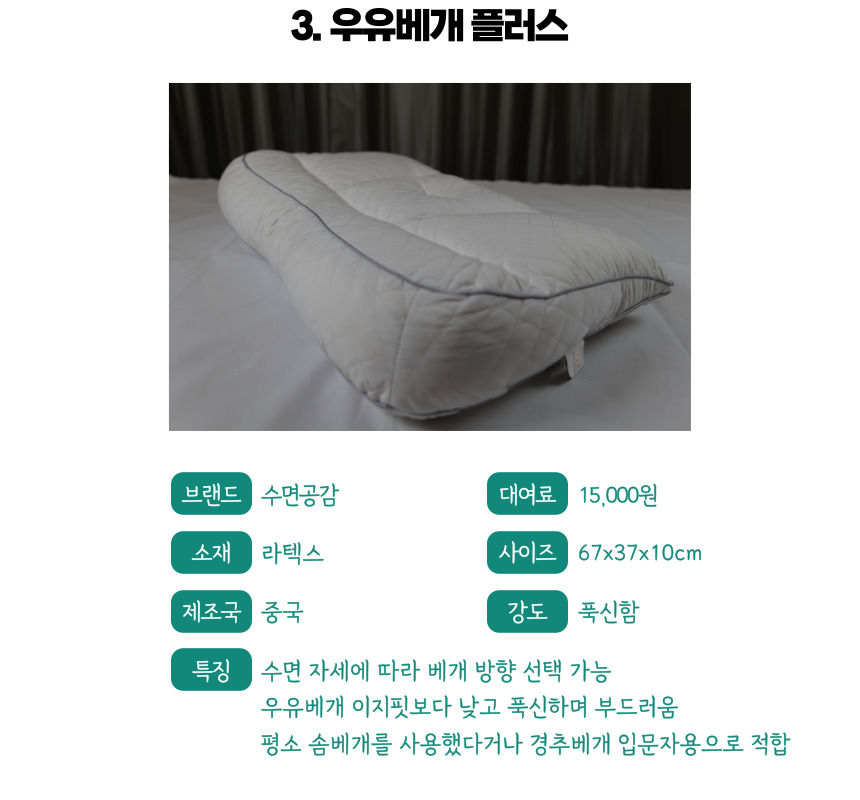 3. 우유베개 플러스
브랜드 수면공감 대여료 15,000원
소재 라텍스 사이즈 67x37x10cm
제조국 중국 강도 푹신함
특징 수면 자세에 따라 베개 방향 선택 가능
우유베개 이지핏보다 낮고 푹신하며 부드러움
평소 솜베개를 사용했다거나 경추베개 입문자용으로 적합